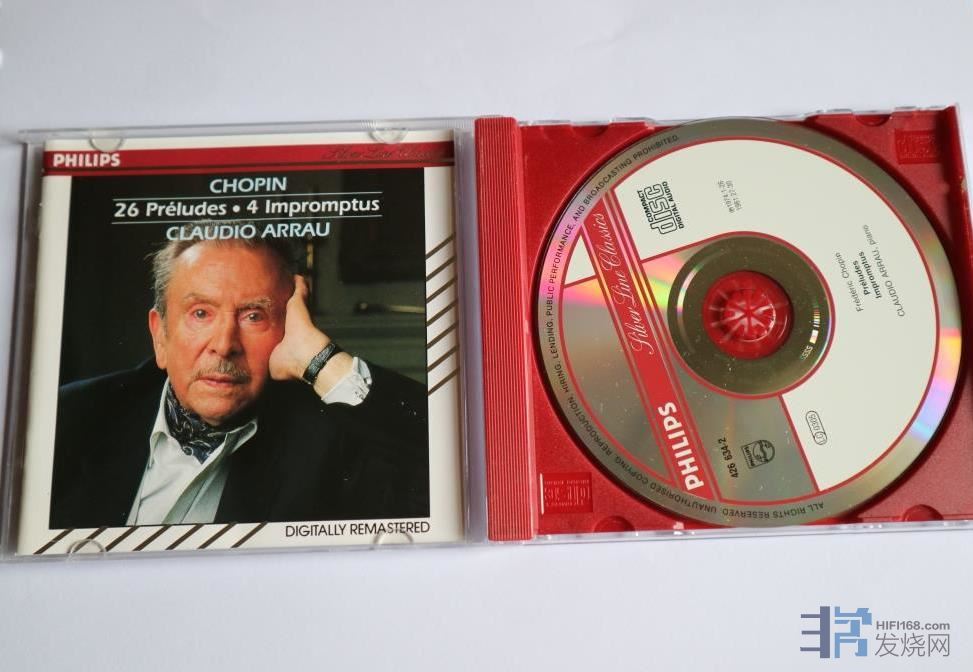 PHILIPS
Silver Line Classics
CHOPIN
26 Préludes • 4 Impromptus
CLAUDIO ARRAU
DIGITALLY REMASTERED
ALL RIGHTS RESERVED. UNAUTHORISED COPYING, REPRODUCTION, HIRING, LENDING, PUBLIC PERFORMANCE, AND BROADCASTING PROHIBITED.
Silver Line Classics
PHILIPS
COMPACT
disc
DIGITAL AUDIO
Frédéric Chopin
Préludes
Impromptus
CLAUDIO ARRAU, piano
426 634-2
PHILIPS
HIFI168.com
发烧网